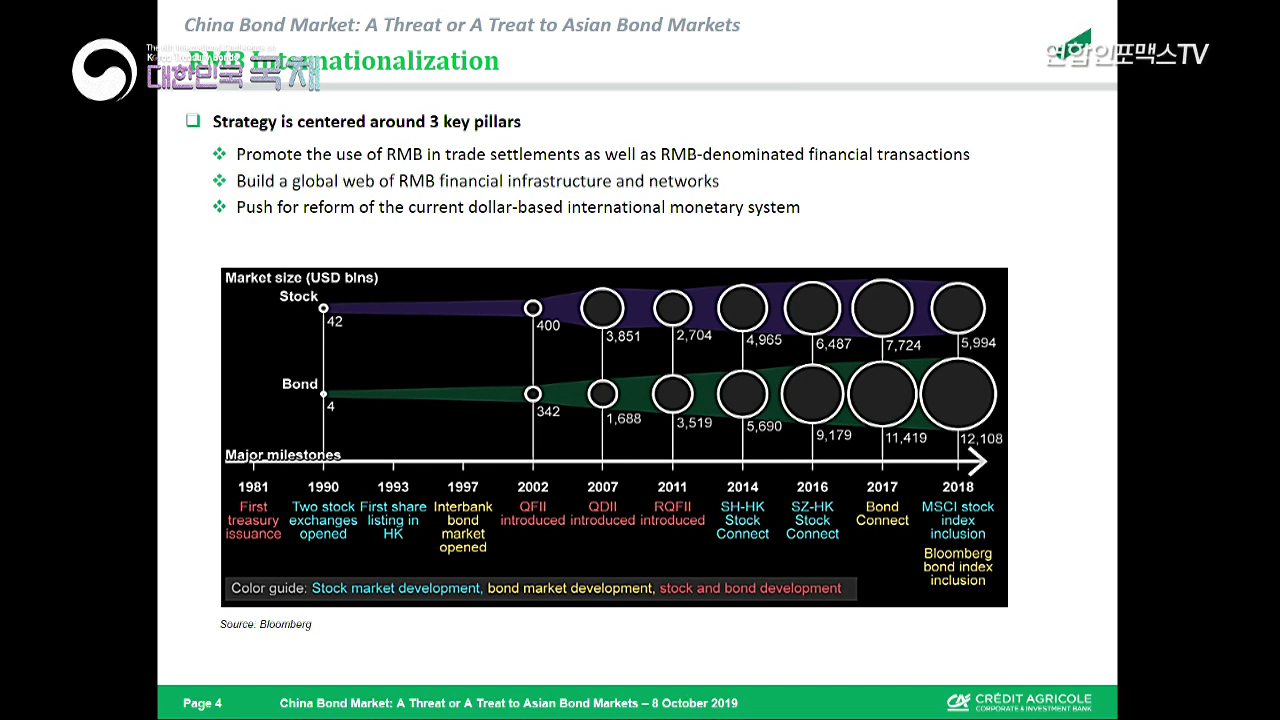 China Bond Market: A Threat or A Treat to Asian Bond Markets
RMB Internationalization
대한민국 국채
연합인포맥스TV
Strategy is centered around 3 key pillars
Promote the use of RMB in trade settlements as well as RMB-denominated financial transactions
Build a global web of RMB financial infrastructure and networks
Push for reform of the current dollar-based international monetary system
Market size (USD blns)
Stock
42
400
3,851
2,704
4,965
6,487
7,724
5,994
Bond
4
342
1,688
3,519
5,690
9,179
11,419
12,108
Major milestones
1981 1990 1993 1997 2002 2007 2011 2014 2016 2017 2018
First treasury issuance
Two stock exchanges opened
First share listing in HK
Interbank bond market opened
QFII introduced
QDII introduced
RQFII introduced
SH-HK Stock Connect
SZ-HK Stock Connect
Bond Connect
MSCI stock index inclusion
Bloomberg bond index inclusion
Color guide: Stock market development, bond market development, stock and bond development
Source: Bloomberg
Page 4
China Bond Market: A Threat or A Treat to Asian Bond Markets – 8 October 2019
CRÉDIT AGRICOLE
CORPORATE & INVESTMENT BANK